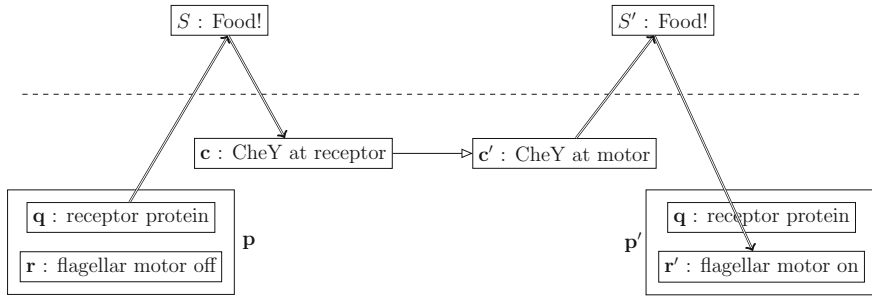 S : Food!
S′ : Food!
c : CheY at receptor
c′ : CheY at motor
q : receptor protein
r : flagellar motor off
p
p′
q : receptor protein
r′ : flagellar motor on